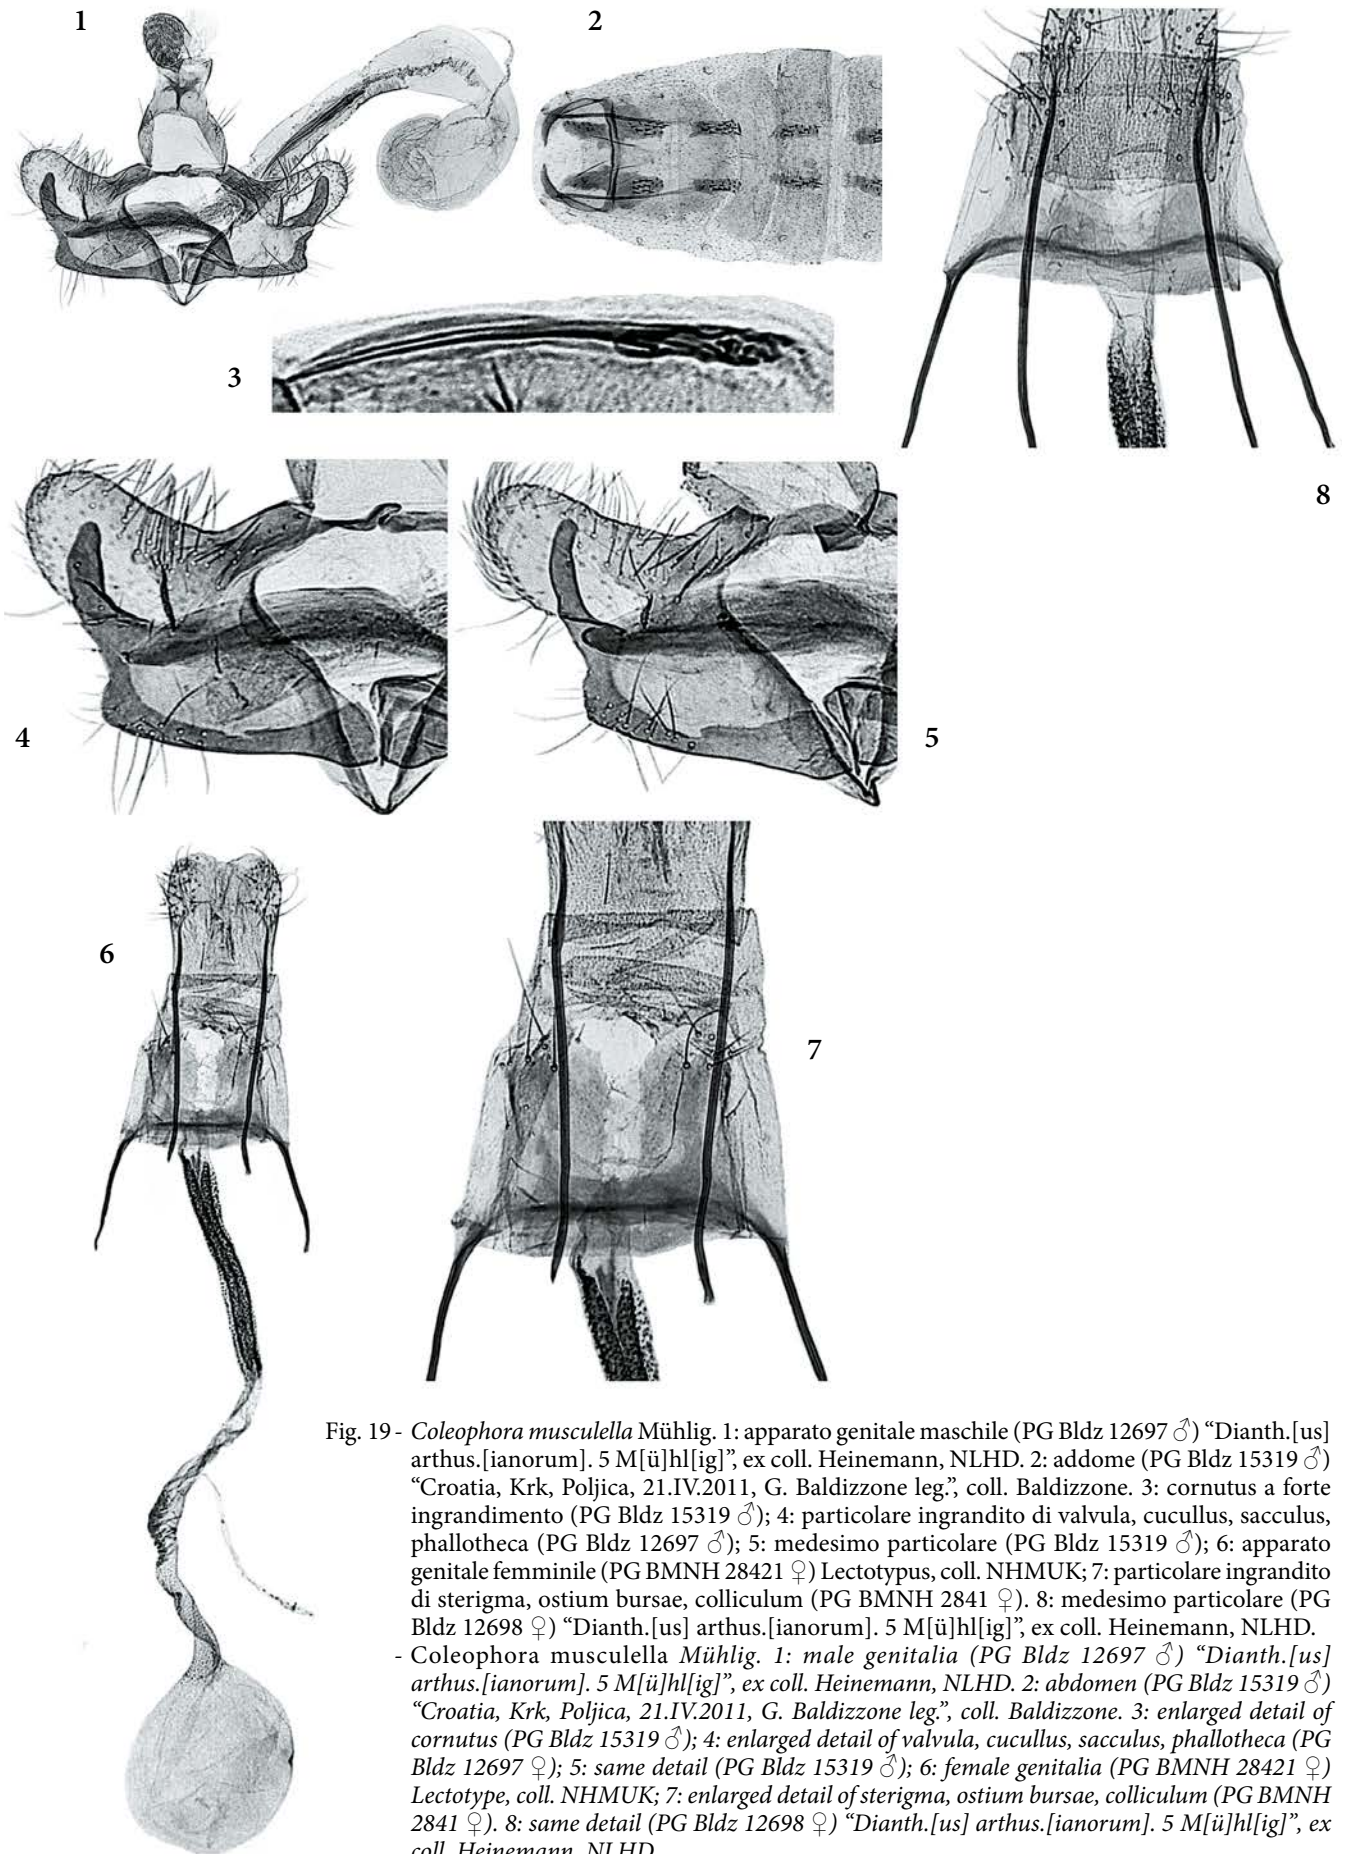 1
2
3
8
4
5
6
7
Fig. 19 - Coleophora musculella Mühlig. 1: apparato genitale maschile (PG Bldz 12697 ♂) “Dianth.[us]
arthus.[ianorum]. 5 M[ü]hl[ig]”, ex coll. Heinemann, NLHD. 2: addome (PG Bldz 15319 ♂)
“Croatia, Krk, Poljica, 21.IV.2011, G. Baldizzone leg.”, coll. Baldizzone. 3: cornutus a forte
ingrandimento (PG Bldz 15319 ♂); 4: particolare ingrandito di valvula, cucullus, sacculus,
phallotheca (PG Bldz 12697 ♂); 5: medesimo particolare (PG Bldz 15319 ♂); 6: apparato
genitale femminile (PG BMNH 28421 ♀) Lectotypus, coll. NHMUK; 7: particolare ingrandito
di sterigma, ostium bursae, colliculum (PG BMNH 2841 ♀). 8: medesimo particolare (PG
Bldz 12698 ♀) “Dianth.[us] arthus.[ianorum]. 5 M[ü]hl[ig]”, ex coll. Heinemann, NLHD.
- Coleophora musculella Mühlig. 1: male genitalia (PG Bldz 12697 ♂) “Dianth.[us]
arthus.[ianorum]. 5 M[ü]hl[ig]”, ex coll. Heinemann, NLHD. 2: abdomen (PG Bldz 15319 ♂)
“Croatia, Krk, Poljica, 21.IV.2011, G. Baldizzone leg.”, coll. Baldizzone. 3: enlarged detail of
cornutus (PG Bldz 15319 ♂); 4: enlarged detail of valvula, cucullus, sacculus, phallotheca (PG
Bldz 12697 ♀); 5: same detail (PG Bldz 15319 ♂); 6: female genitalia (PG BMNH 28421 ♀)
Lectotype, coll. NHMUK; 7: enlarged detail of sterigma, ostium bursae, colliculum (PG BMNH
2841 ♀). 8: same detail (PG Bldz 12698 ♀) “Dianth.[us] arthus.[ianorum]. 5 M[ü]hl[ig]”, ex
coll. Heinemann, NLHD.